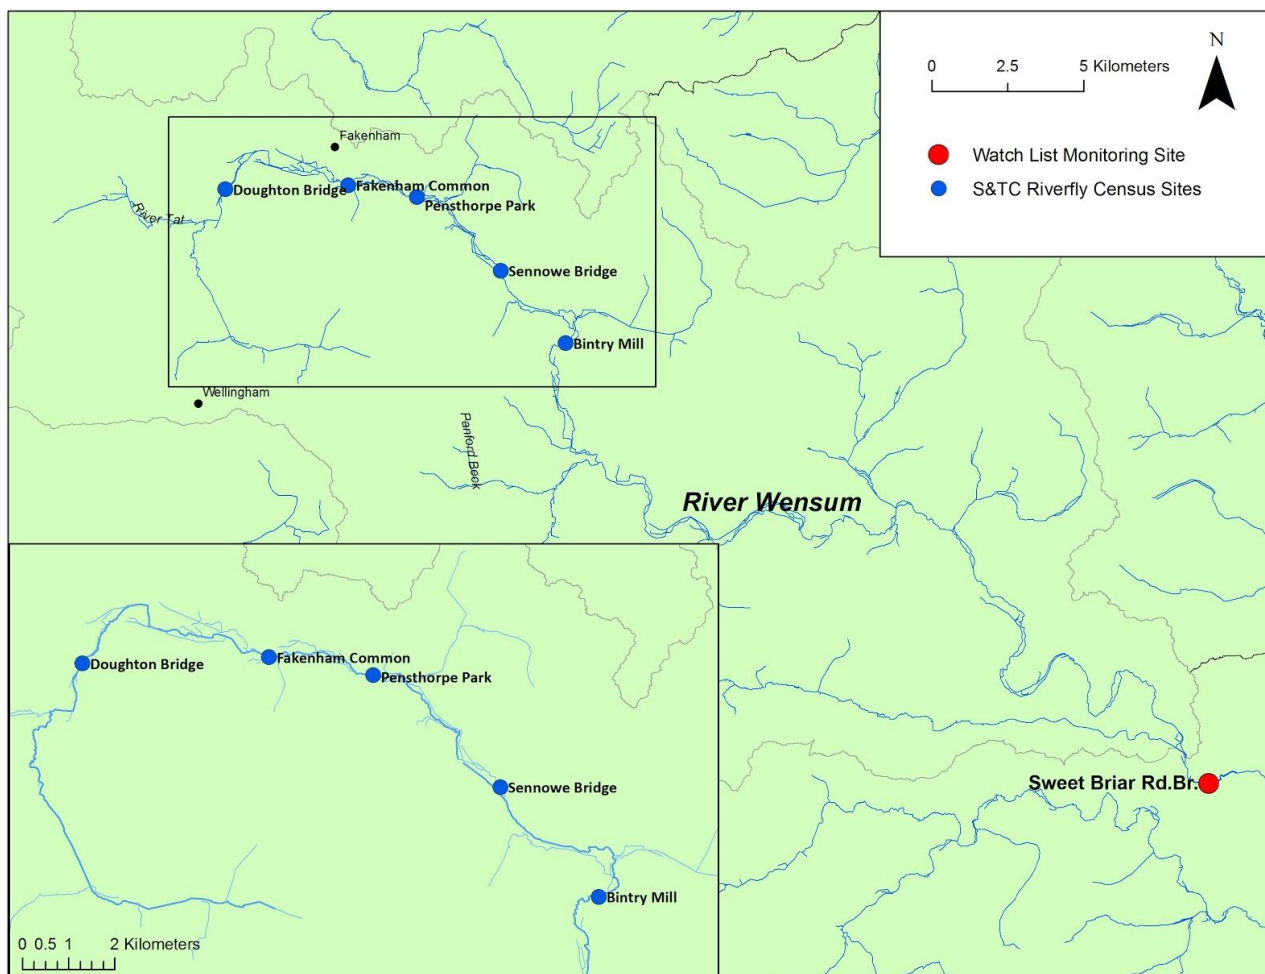 N
0 2.5 5 Kilometers
Watch List Monitoring Site
S&TC Riverfly Census Sites
Fakenham
Doughton Bridge
Fakenham Common
Pensthorpe Park
River Tat
Sennowe Bridge
Bintry Mill
Wellingham
Panford Beck
River Wensum
Doughton Bridge
Fakenham Common
Pensthorpe Park
Sennowe Bridge
Sweet Briar Rd.Br.
Bintry Mill
0 0.5 1 2 Kilometers